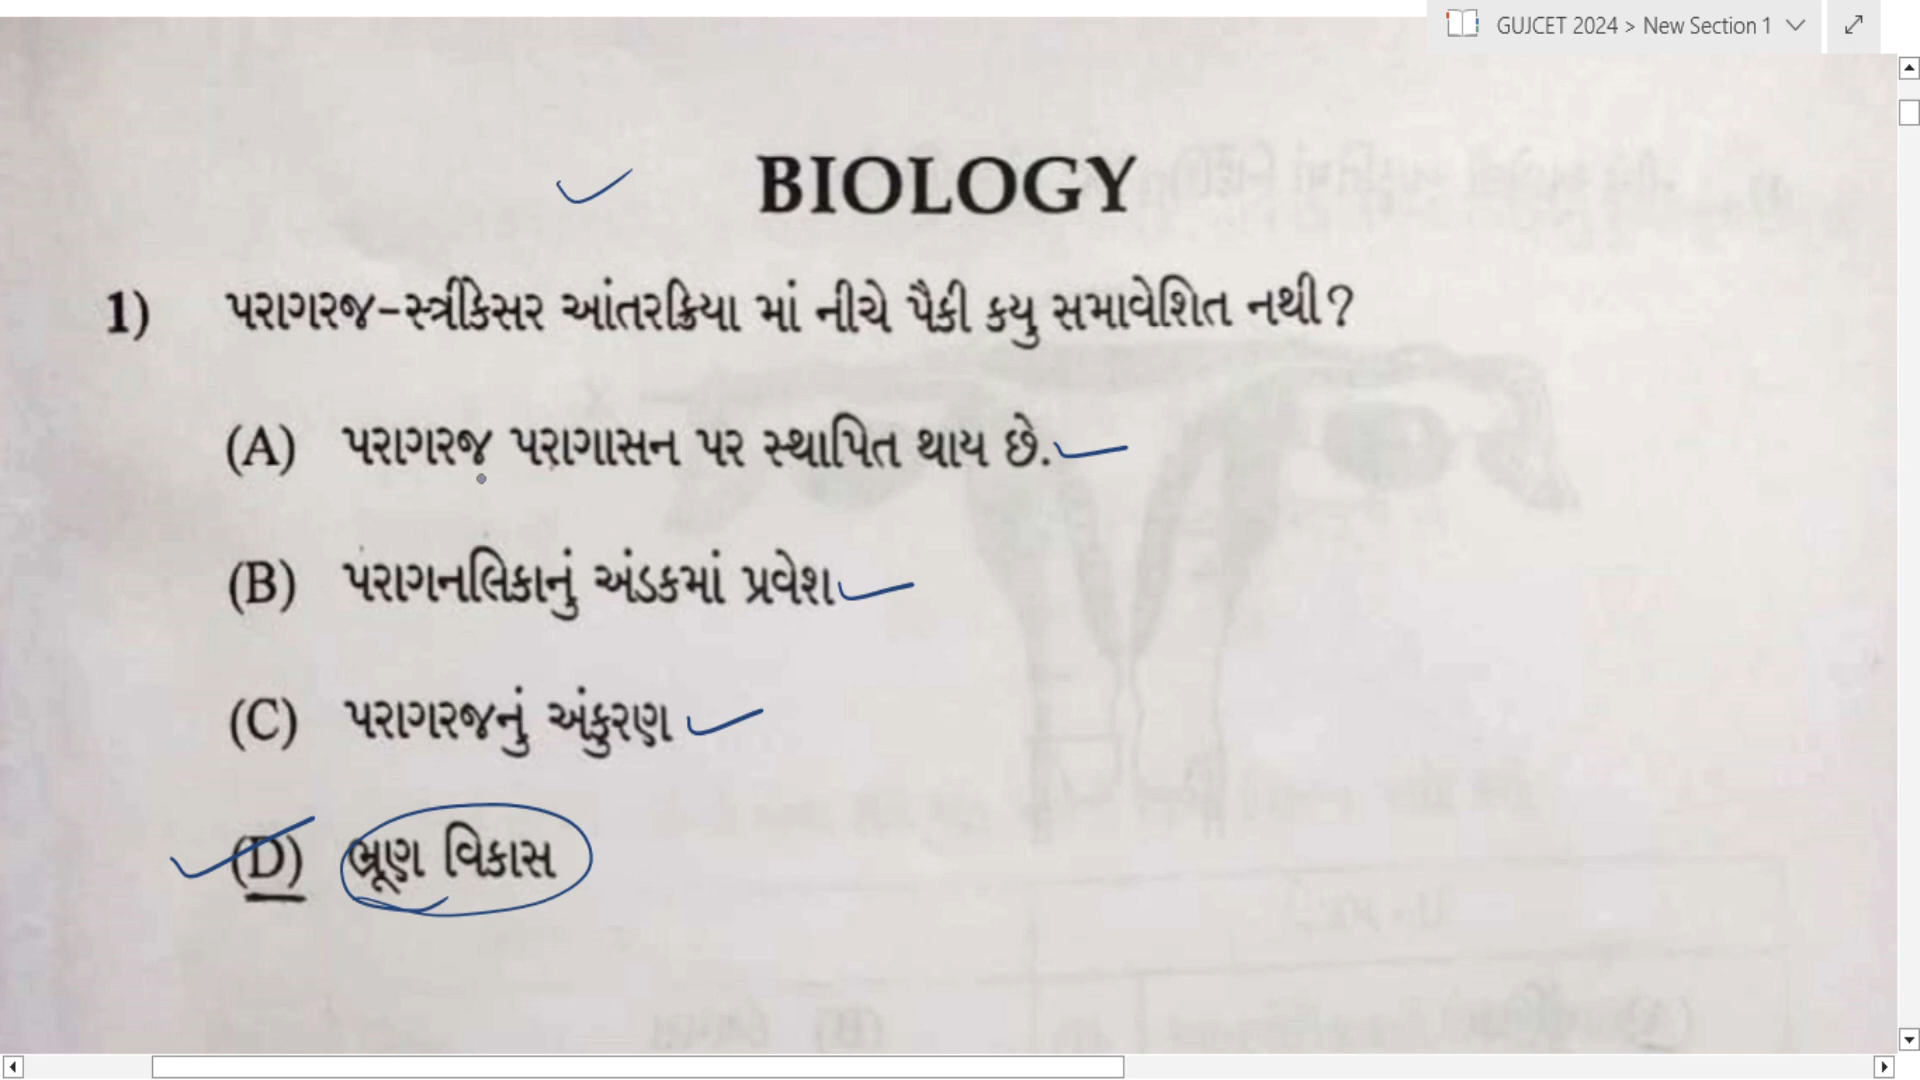 GUJCET 2024 > New Section 1
BIOLOGY
1) પરાગરજ-સ્ત્રીકેસર આંતરક્રિયા માં નીચે પૈકી કયુ સમાવેશિત નથી?
(A) પરાગરજ પરાગાસન પર સ્થાપિત થાય છે.
(B) પરાગનલિકાનું અંડકમાં પ્રવેશ
(C) પરાગરજનું અંકુરણ
(D) ભ્રૂણ વિકાસ